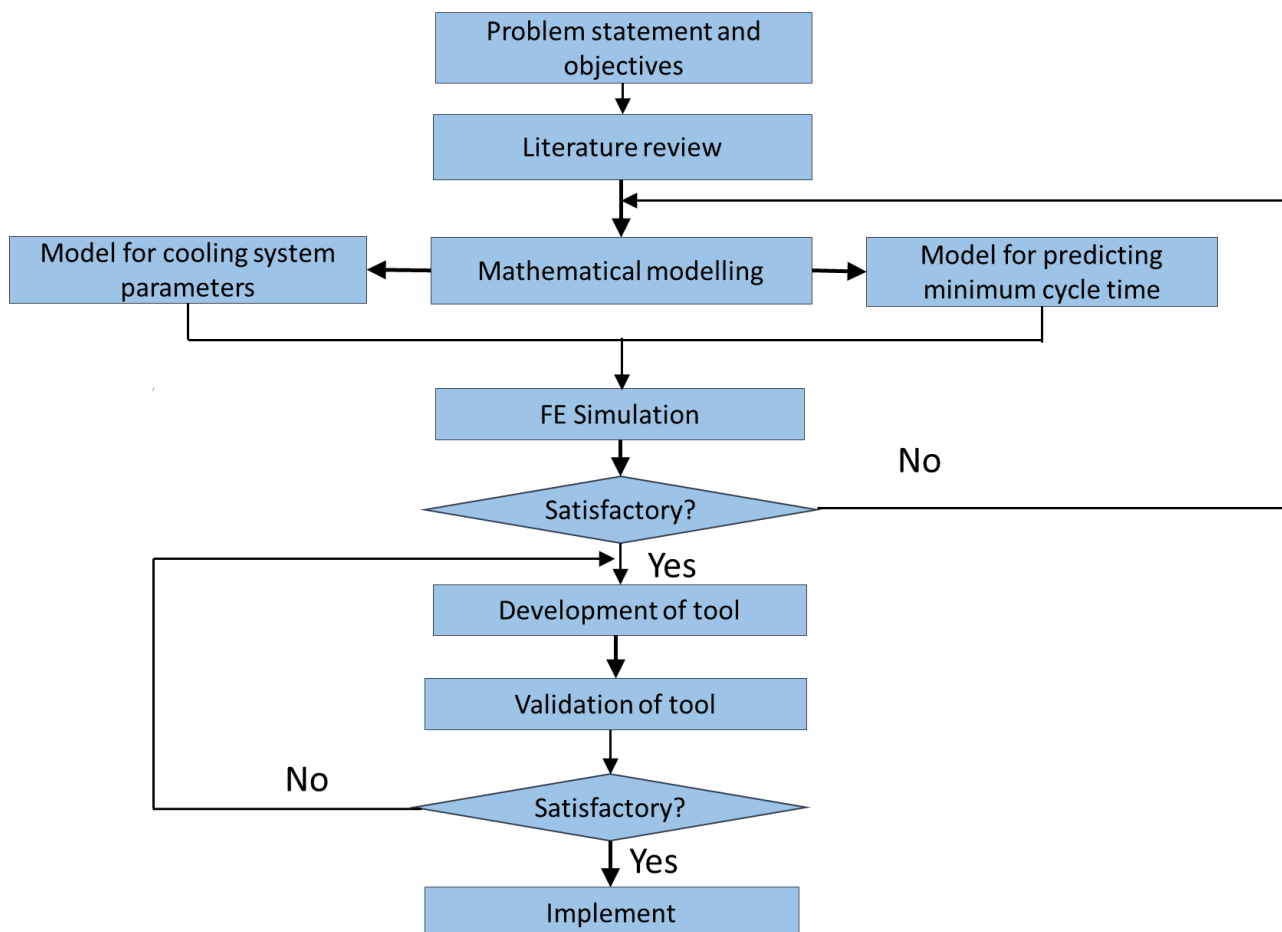 Problem statement and
objectives
Literature review
Model for cooling system
parameters
Mathematical modelling
Model for predicting
minimum cycle time
FE Simulation
No
Satisfactory?
Yes
Development of tool
Validation of tool
No
Satisfactory?
Yes
Implement